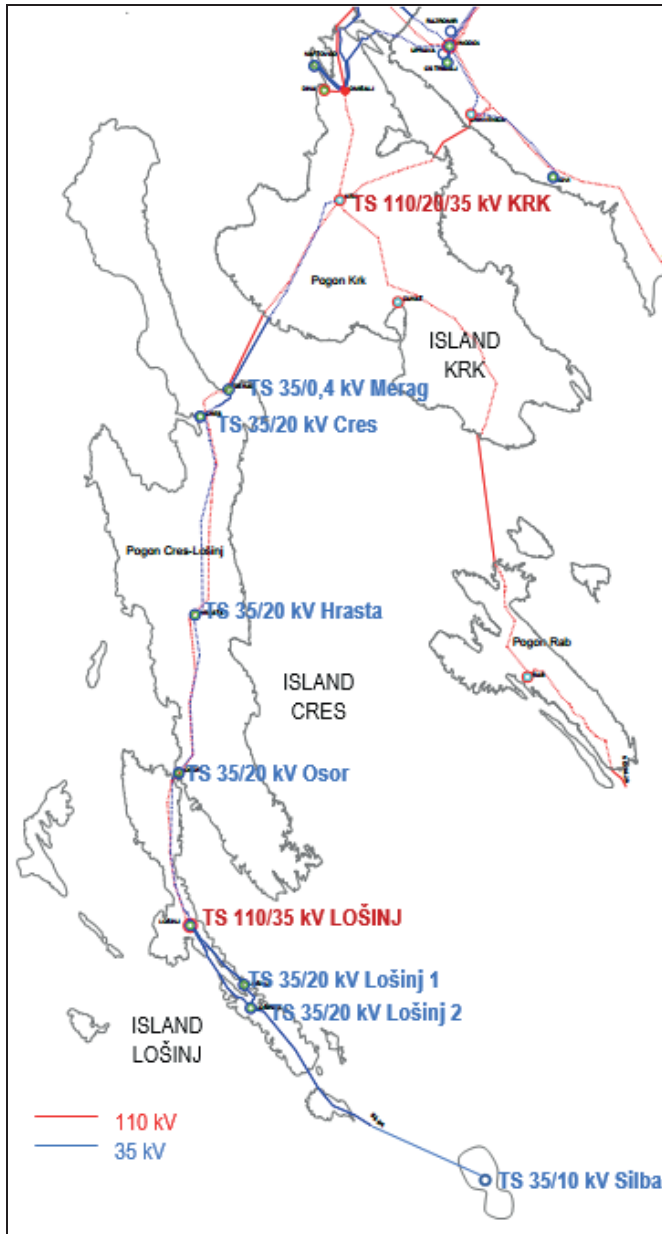 TS 110/20/35 kV KRK
Pogon Krk
ISLAND
KRK
TS 35/0,4 kV Merag
TS 35/20 kV Cres
Pogon Cres-Lošinj
TS 35/20 kV Hrasta
Pogon Rab
ISLAND
CRES
TS 35/20 kV Osor
TS 110/35 kV LOŠINJ
TS 35/20 kV Lošinj 1
TS 35/20 kV Lošinj 2
ISLAND
LOŠINJ
110 kV
35 kV
TS 35/10 kV Silba